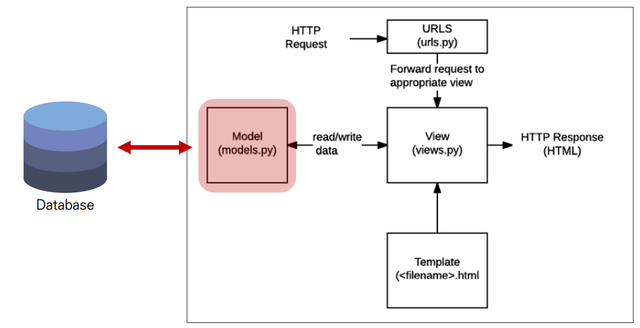 HTTP
Request
URLS
(urls.py)
Forward request to
appropriate view
Model
(models.py)
read/write
data
View
(views.py)
HTTP Response
(HTML)
Database
Template
(<filename>.html